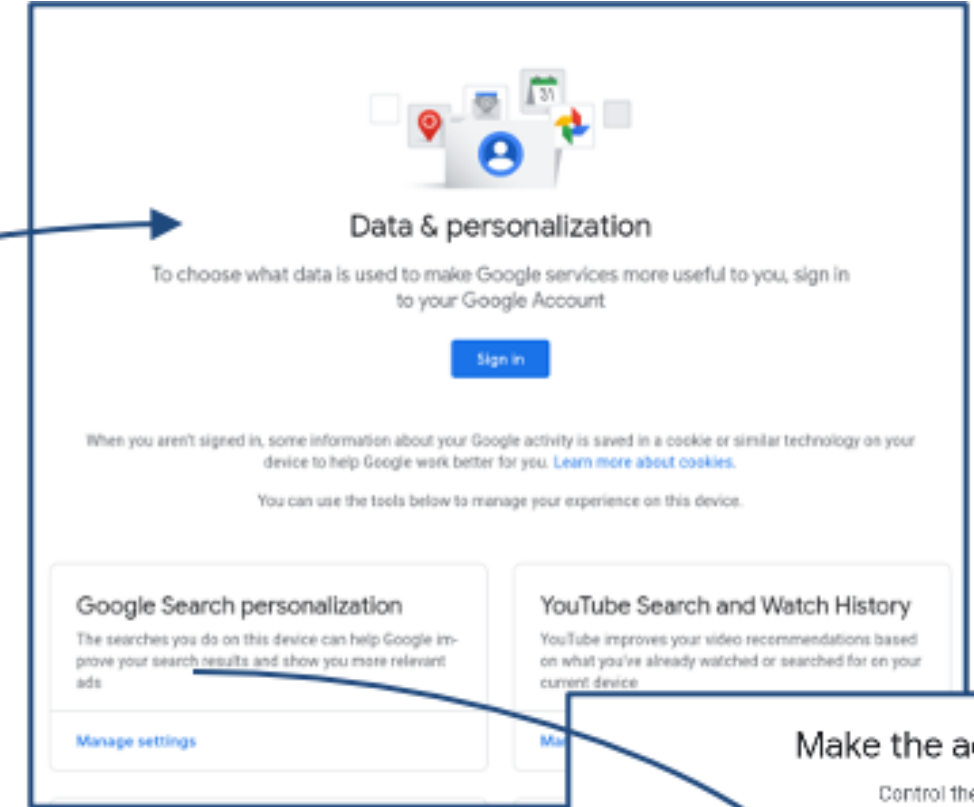 31
Data & personalization
To choose what data is used to make Google services more useful to you, sign in
to your Google Account
Sign in
When you aren't signed in, some information about your Google activity is saved in a cookie or similar technology on your
device to help Google work better for you. Learn more about cookies.
You can use the tools below to manage your experience on this device.
Google Search personalization
The searches you do on this device can help Google im-
prove your search results and show you more relevant
ads
Manage settings
YouTube Search and Watch History
YouTube improves your video recommendations based
on what you've already watched or searched for on your
current device
Ma
Make the a
Control the